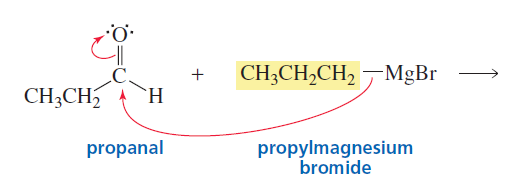 :O:
C
CH₃CH₂ H + CH₃CH₂CH₂—MgBr ⟶
propanal propylmagnesium
bromide